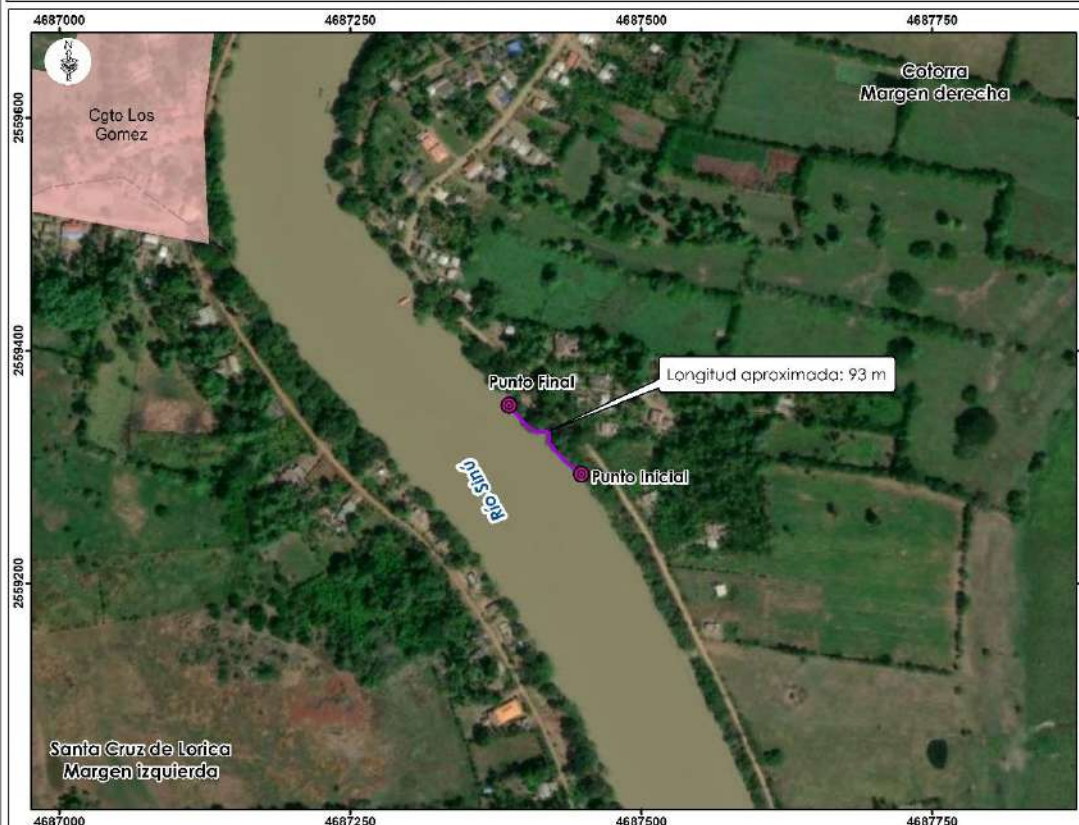 4687000 4687250 4687500 4687750
N
Cgto Los
Gomez
Cotorra
Margen derecha
2559600
2559400
2559200
Longitud aproximada: 93 m
Punto Final
Punto Inicial
Río Sinú
Santa Cruz de Lorica
Margen izquierda
4687000 4687250 4687500 4687750